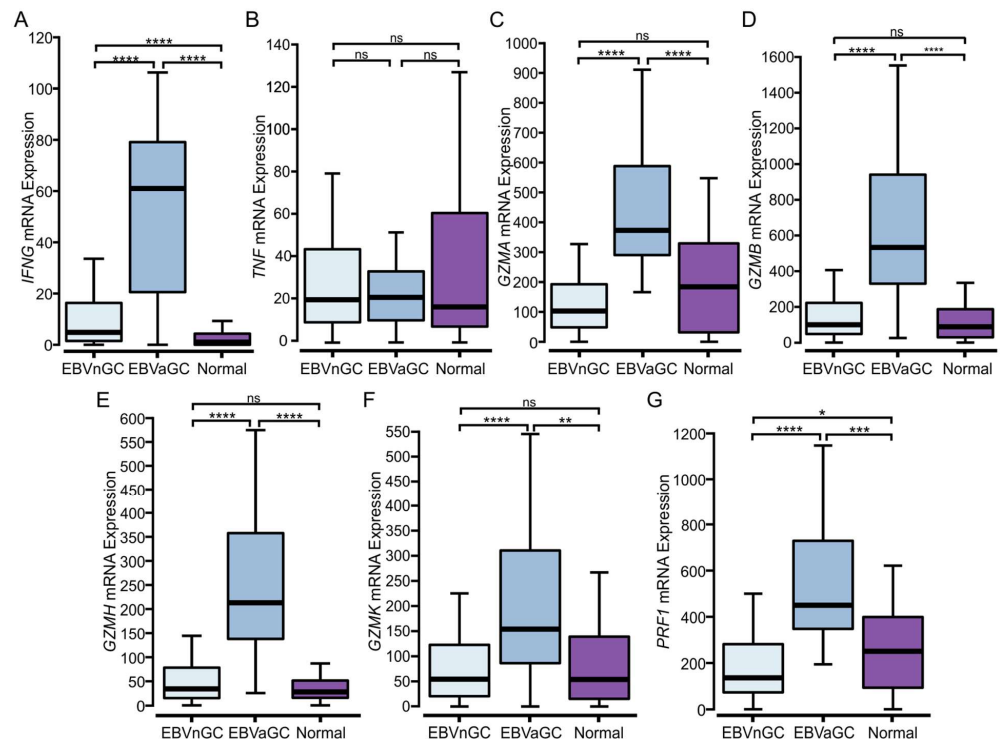 A
IFNG mRNA Expression
120
100
80
60
40
20
0
****
**** ****
EBVnGC EBVaGC Normal
B
TNF mRNA Expression
140
120
100
80
60
40
20
0
ns
ns ns
EBVnGC EBVaGC Normal
C
GZMA mRNA Expression
1000
900
800
700
600
500
400
300
200
100
0
ns
**** ****
EBVnGC EBVaGC Normal
D
GZMB mRNA Expression
1600
1400
1200
1000
800
600
400
200
0
ns
**** ****
EBVnGC EBVaGC Normal
E
GZMH mRNA Expression
600
550
500
450
400
350
300
250
200
150
100
50
0
ns
**** ****
EBVnGC EBVaGC Normal
F
GZMK mRNA Expression
550
500
450
400
350
300
250
200
150
100
50
0
ns
**** **
EBVnGC EBVaGC Normal
G
PRF1 mRNA Expression
1200
1000
800
600
400
200
0
*
**** ***
EBVnGC EBVaGC Normal